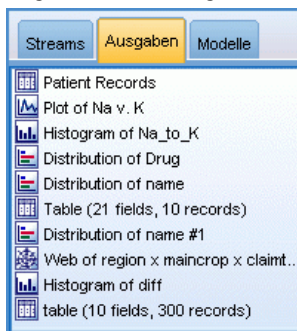 Streams Ausgaben Modelle
Patient Records
Plot of Na v. K
Histogram of Na_to_K
Distribution of Drug
Distribution of name
Table (21 fields, 10 records)
Distribution of name #1
Web of region x maincrop x claimt...
Histogram of diff
table (10 fields, 300 records)